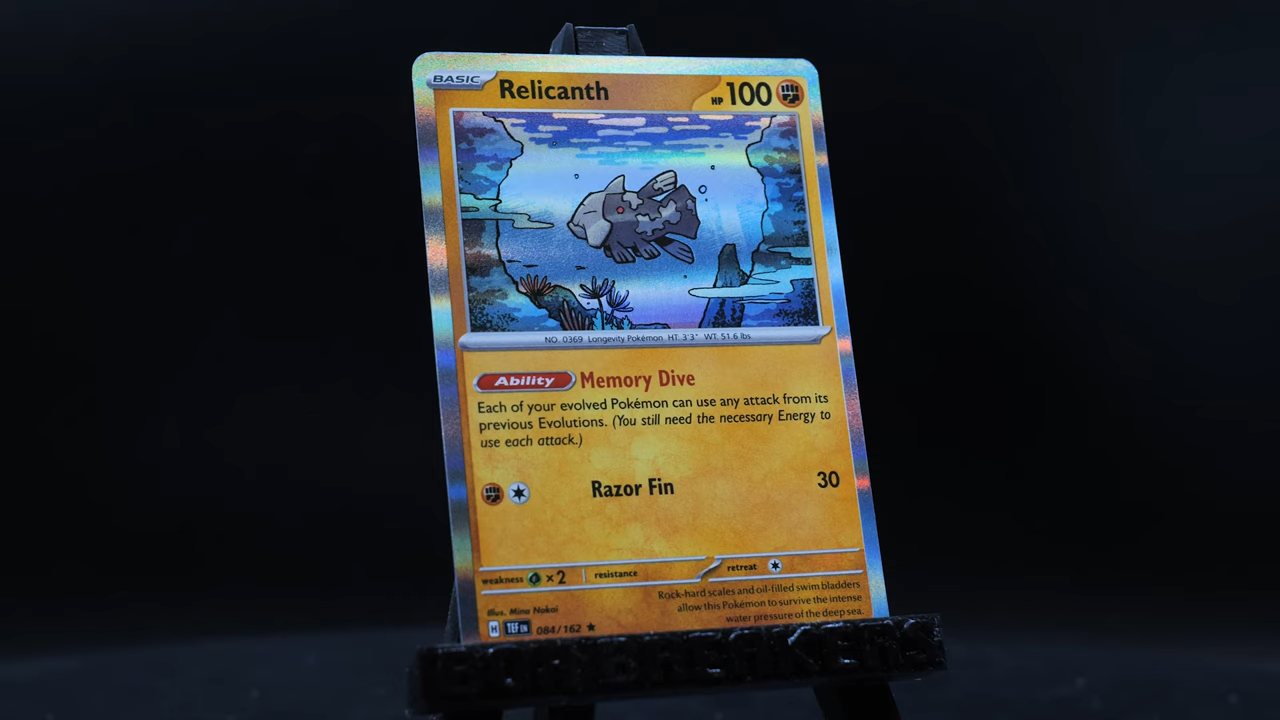 BASIC Relicanth HP 100
NO. 0369 Longevity Pokémon HT: 3'3" WT: 51.6 lbs
Ability Memory Dive
Each of your evolved Pokémon can use any attack from its
previous Evolutions. (You still need the necessary Energy to
use each attack.)
Razor Fin 30
weakness ×2 resistance retreat
Rock-hard scales and oil-filled swim bladders
allow this Pokémon to survive the intense
water pressure of the deep sea.
Illus. Mina Nakai
H TEF EN 084/162